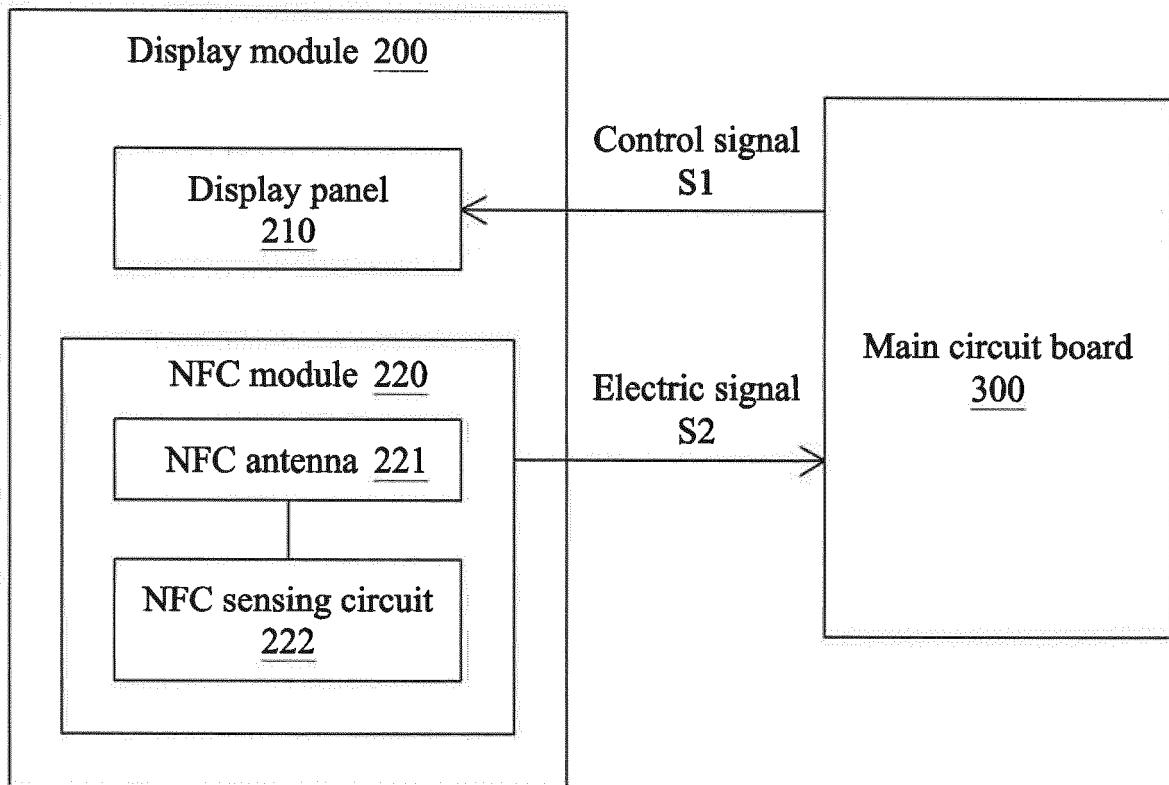 Display module 200
Display panel
210
Control signal
S1
Main circuit board
300
NFC module 220
NFC antenna 221
NFC sensing circuit
222
Electric signal
S2